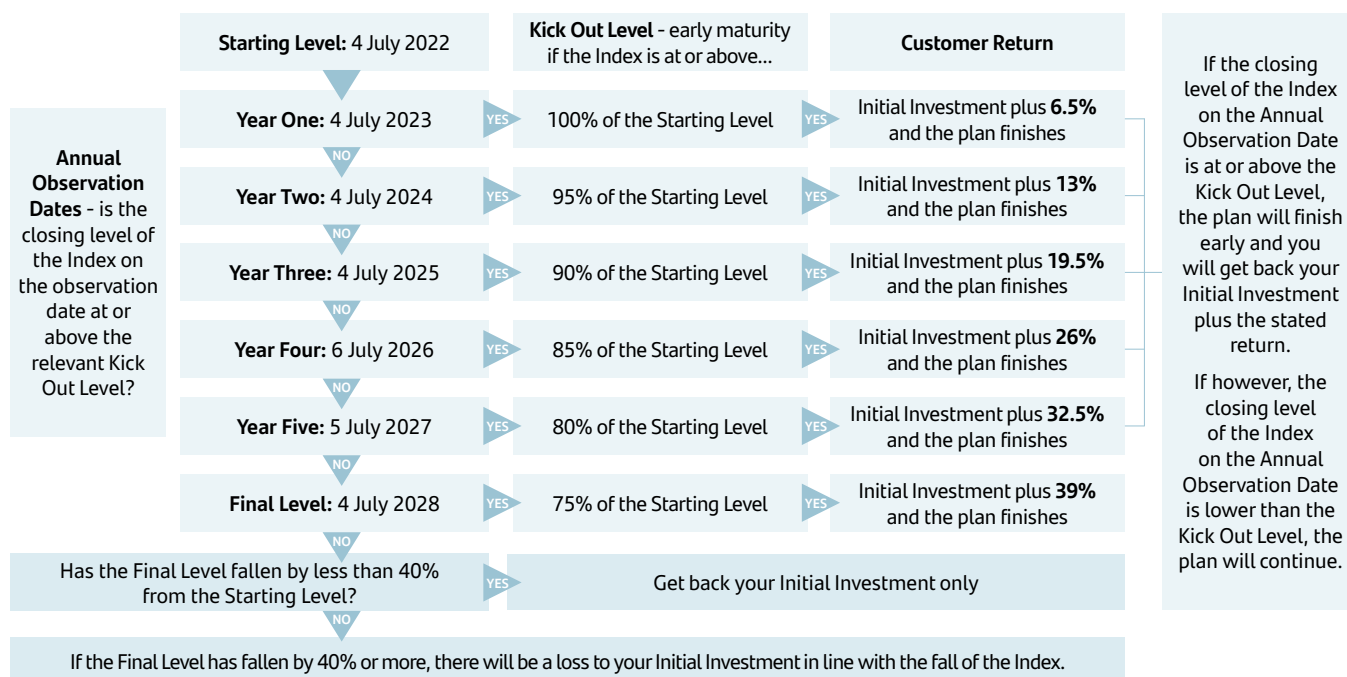 Starting Level: 4 July 2022
Kick Out Level - early maturity
if the Index is at or above...
Customer Return
Annual
Observation
Dates - is the
closing level of
the Index on
the observation
date at or
above the
relevant Kick
Out Level?
Year One: 4 July 2023
YES
100% of the Starting Level
YES
Initial Investment plus 6.5%
and the plan finishes
NO
Year Two: 4 July 2024
YES
95% of the Starting Level
YES
Initial Investment plus 13%
and the plan finishes
NO
Year Three: 4 July 2025
YES
90% of the Starting Level
YES
Initial Investment plus 19.5%
and the plan finishes
NO
Year Four: 6 July 2026
YES
85% of the Starting Level
YES
Initial Investment plus 26%
and the plan finishes
NO
Year Five: 5 July 2027
YES
80% of the Starting Level
YES
Initial Investment plus 32.5%
and the plan finishes
NO
Final Level: 4 July 2028
YES
75% of the Starting Level
YES
Initial Investment plus 39%
and the plan finishes
NO
Has the Final Level fallen by less than 40%
from the Starting Level?
YES
Get back your Initial Investment only
NO
If the Final Level has fallen by 40% or more, there will be a loss to your Initial Investment in line with the fall of the Index.
If the closing
level of the Index
on the Annual
Observation Date
is at or above the
Kick Out Level,
the plan will finish
early and you
will get back your
Initial Investment
plus the stated
return.
If however, the
closing level
of the Index
on the Annual
Observation Date
is lower than the
Kick Out Level, the
plan will continue.